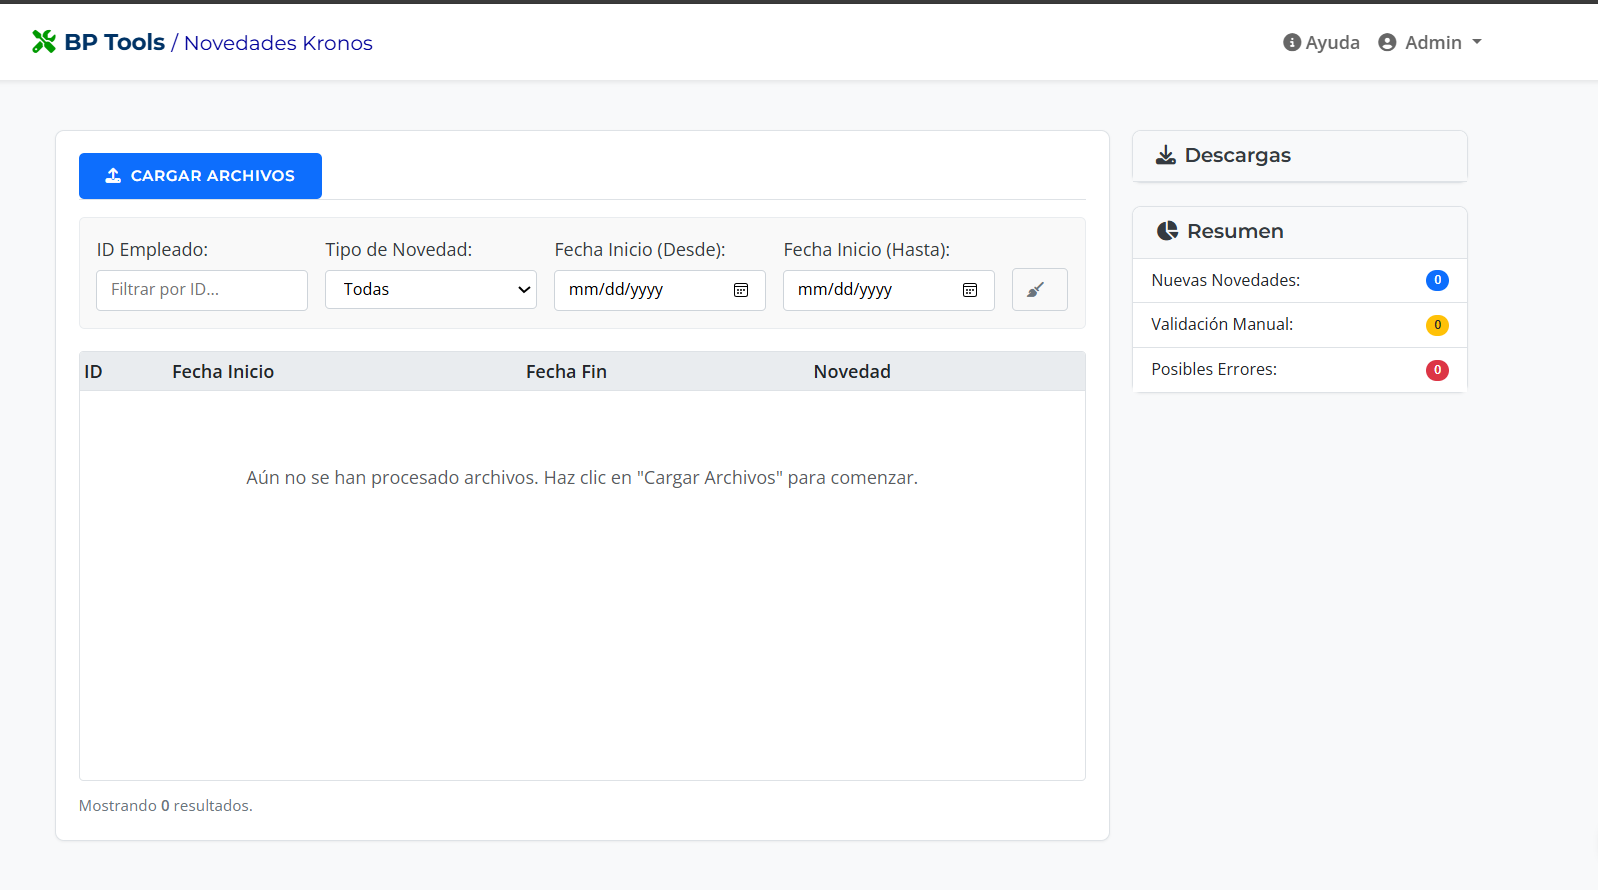 BP Tools / Novedades Kronos
Ayuda
Admin
CARGAR ARCHIVOS
ID Empleado:
Tipo de Novedad:
Fecha Inicio (Desde):
Fecha Inicio (Hasta):
Filtrar por ID...
Todas
mm/dd/yyyy
mm/dd/yyyy
ID
Fecha Inicio
Fecha Fin
Novedad
Aún no se han procesado archivos. Haz clic en "Cargar Archivos" para comenzar.
Mostrando 0 resultados.
Descargas
Resumen
Nuevas Novedades: 0
Validación Manual: 0
Posibles Errores: 0